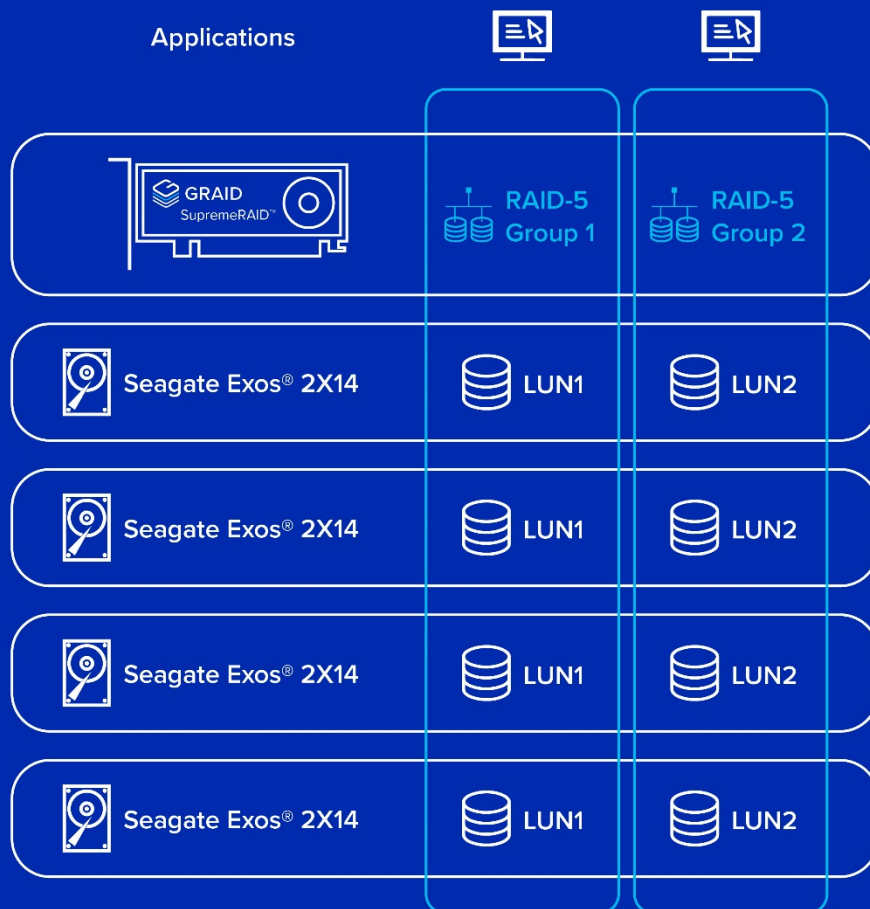 Applications
GRAID
SupremeRAID™
RAID-5
Group 1
RAID-5
Group 2
Seagate Exos® 2X14
LUN1
LUN2
Seagate Exos® 2X14
LUN1
LUN2
Seagate Exos® 2X14
LUN1
LUN2
Seagate Exos® 2X14
LUN1
LUN2